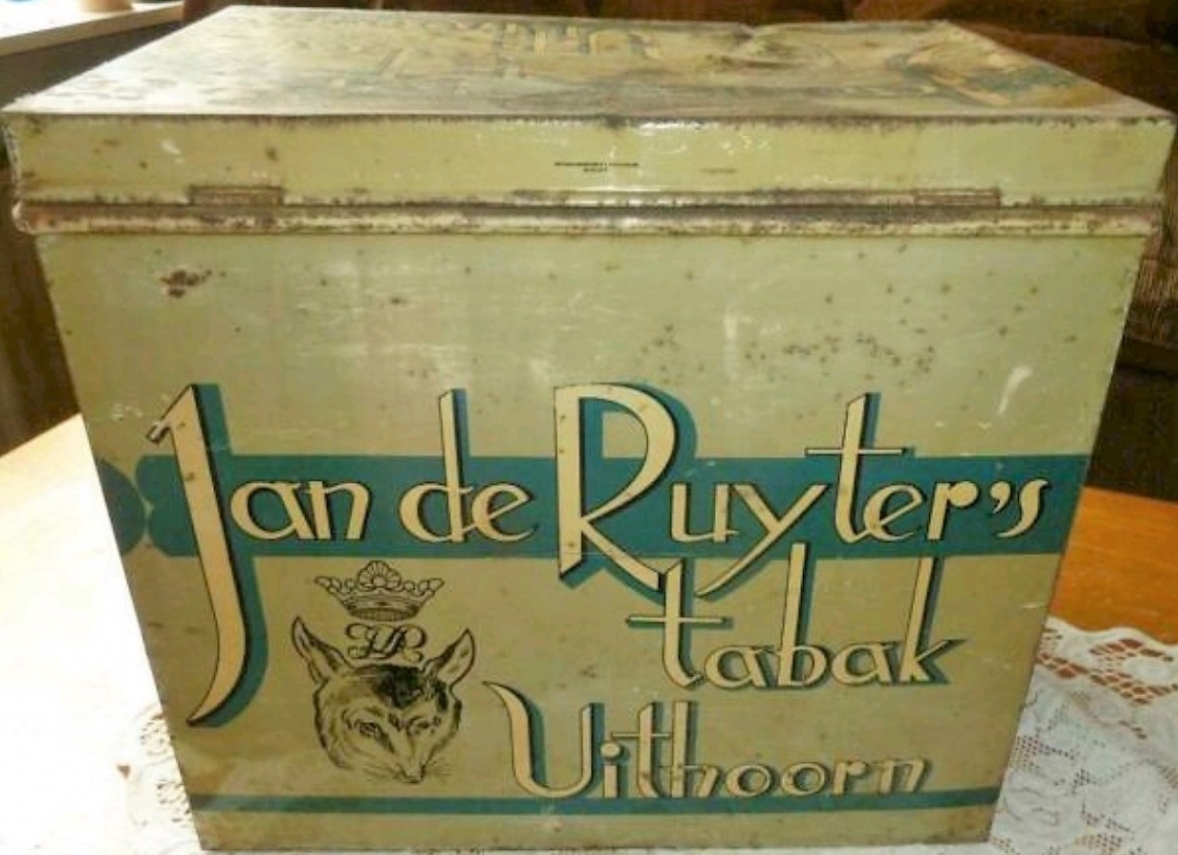 Jan de Ruyter's
tabak
Uithoorn